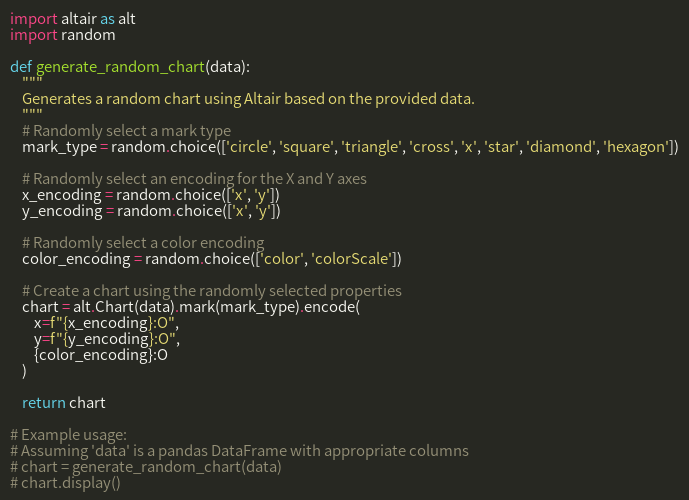 import altair as alt
import random

def generate_random_chart(data):
    """
    Generates a random chart using Altair based on the provided data.
    """
    # Randomly select a mark type
    mark_type = random.choice(['circle', 'square', 'triangle', 'cross', 'x', 'star', 'diamond', 'hexagon'])

    # Randomly select an encoding for the X and Y axes
    x_encoding = random.choice(['x', 'y'])
    y_encoding = random.choice(['x', 'y'])

    # Randomly select a color encoding
    color_encoding = random.choice(['color', 'colorScale'])

    # Create a chart using the randomly selected properties
    chart = alt.Chart(data).mark(mark_type).encode(
        x=f"{x_encoding}:O",
        y=f"{y_encoding}:O",
        {color_encoding}:O
    )

    return chart

# Example usage:
# Assuming 'data' is a pandas DataFrame with appropriate columns
# chart = generate_random_chart(data)
# chart.display()